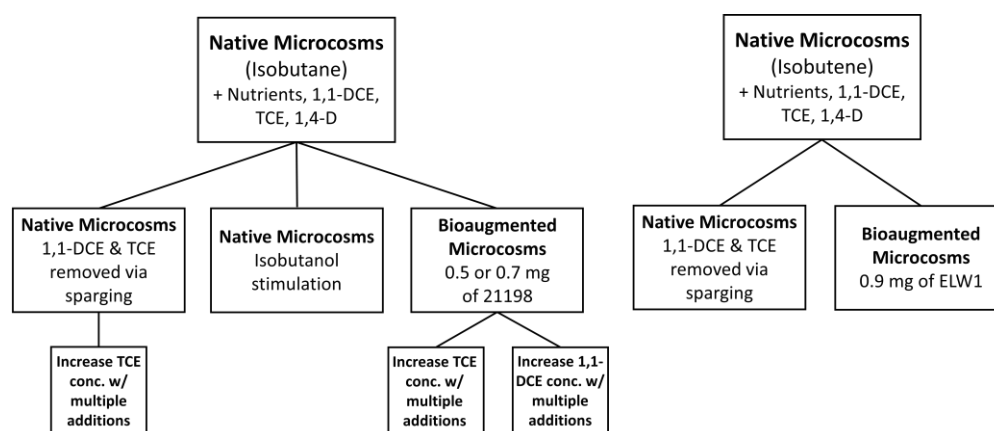 Native Microcosms
(Isobutane)
+ Nutrients, 1,1-DCE,
TCE, 1,4-D
Native Microcosms
(Isobutene)
+ Nutrients, 1,1-DCE,
TCE, 1,4-D
Native Microcosms
1,1-DCE & TCE
removed via
sparging
Native Microcosms
Isobutanol
stimulation
Bioaugmented
Microcosms
0.5 or 0.7 mg
of 21198
Native Microcosms
1,1-DCE & TCE
removed via
sparging
Bioaugmented
Microcosms
0.9 mg of ELW1
Increase TCE
conc. w/
multiple
additions
Increase TCE
conc. w/
multiple
additions
Increase 1,1-
DCE conc. w/
multiple
additions